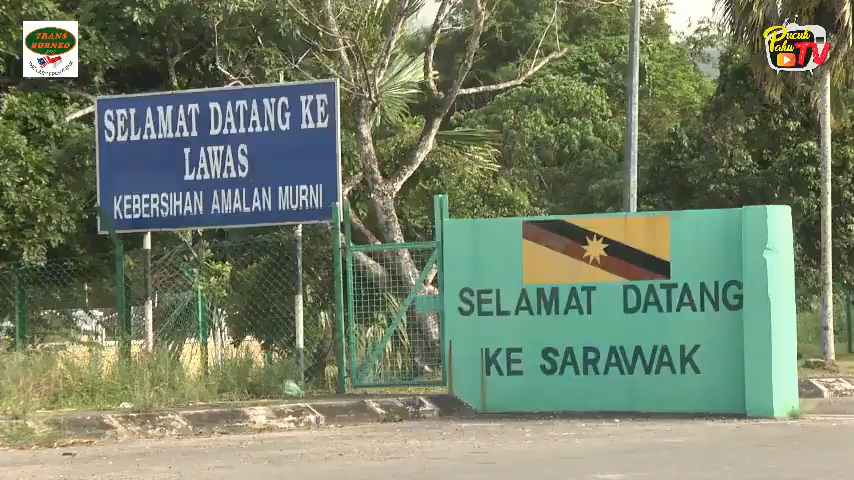 TRANS
BORNEO
Pucuk
Paku
TV
SELAMAT DATANG KE
LAWAS
KEBERSIHAN AMALAN MURNI
SELAMAT DATANG
KE SARAWAK